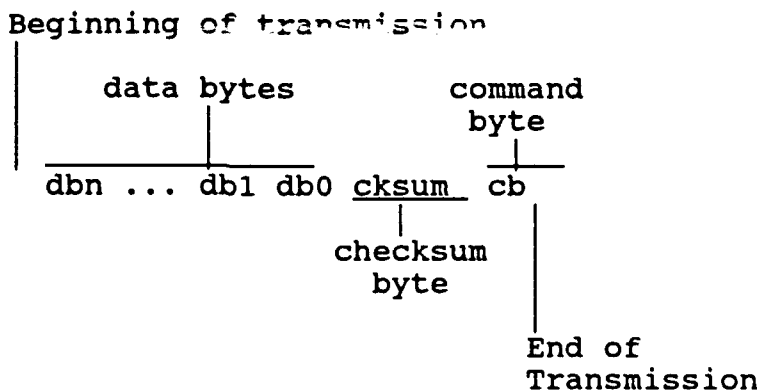 Beginning of transmission
data bytes
command
byte
dbn ... db1 db0 cksum cb
checksum
byte
End of
Transmission